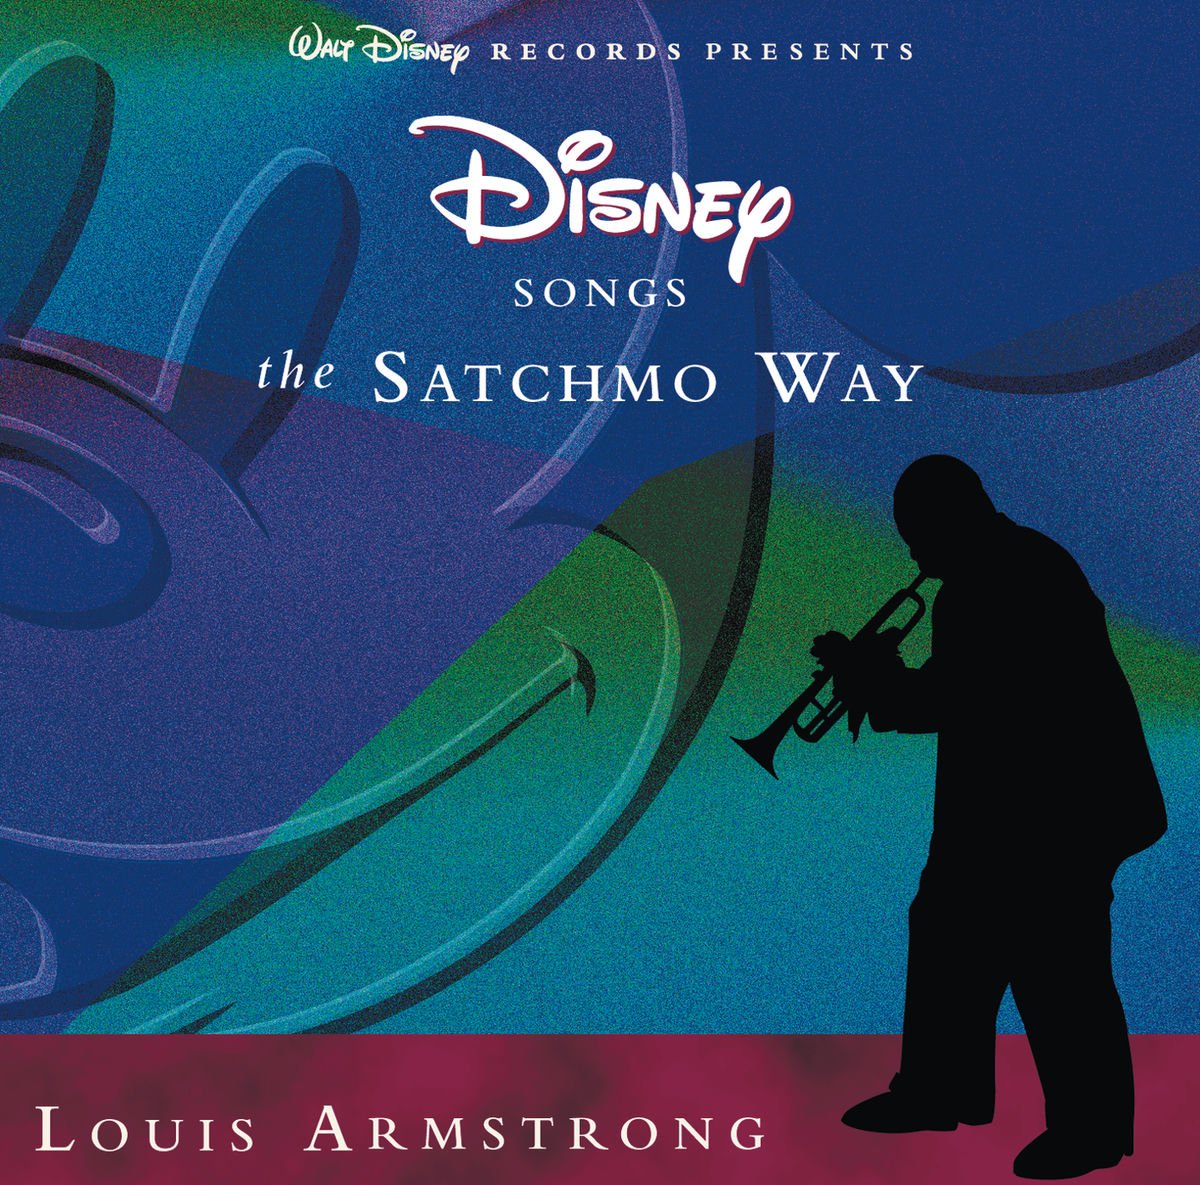 Walt Disney RECORDS PRESENTS
Disney
SONGS
the SATCHMO WAY
LOUIS ARMSTRONG